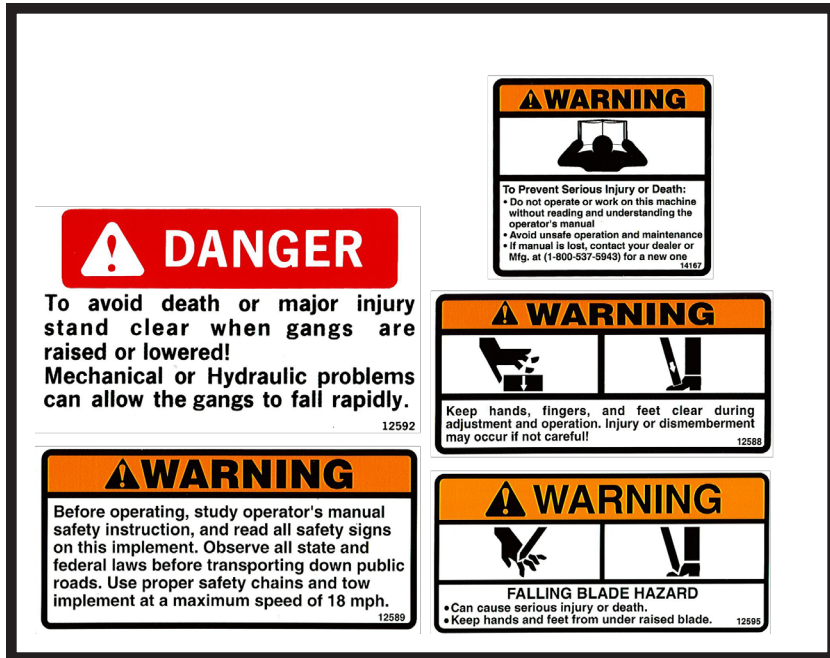 DANGER
To avoid death or major injury
stand clear when gangs are
raised or lowered!
Mechanical or Hydraulic problems
can allow the gangs to fall rapidly.
12592
WARNING
Before operating, study operator's manual
safety instruction, and read all safety signs
on this implement. Observe all state and
federal laws before transporting down public
roads. Use proper safety chains and tow
implement at a maximum speed of 18 mph.
12589
WARNING
To Prevent Serious Injury or Death:
• Do not operate or work on this machine
without reading and understanding the
operator's manual
• Avoid unsafe operation and maintenance
• If manual is lost, contact your dealer or
Mfg. at (1-800-537-5943) for a new one
14167
WARNING
Keep hands, fingers, and feet clear during
adjustment and operation. Injury or dismemberment
may occur if not careful!
12588
WARNING
FALLING BLADE HAZARD
• Can cause serious injury or death.
• Keep hands and feet from under raised blade.
12595